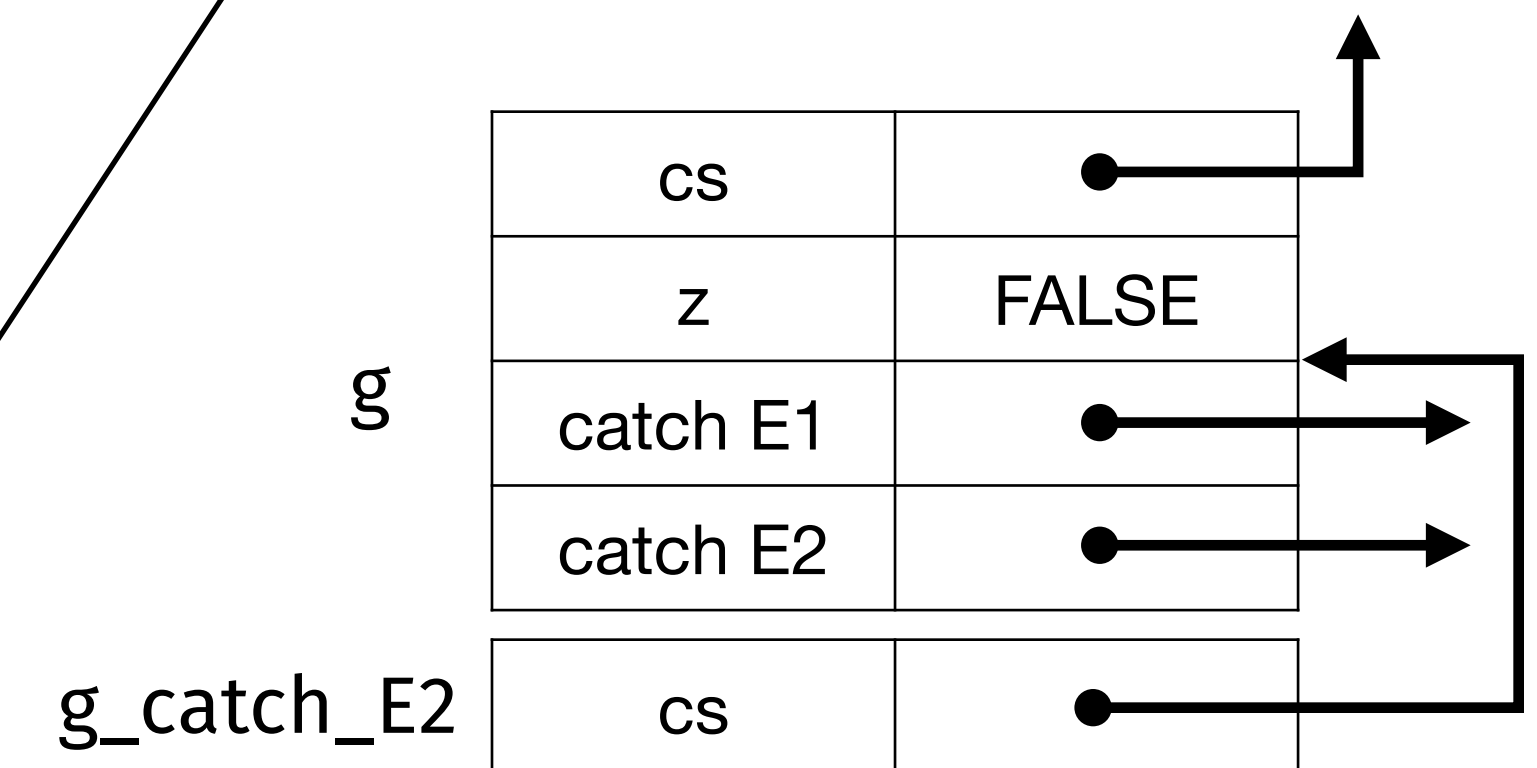 cs
z FALSE
g
catch E1
catch E2
g_catch_E2 cs